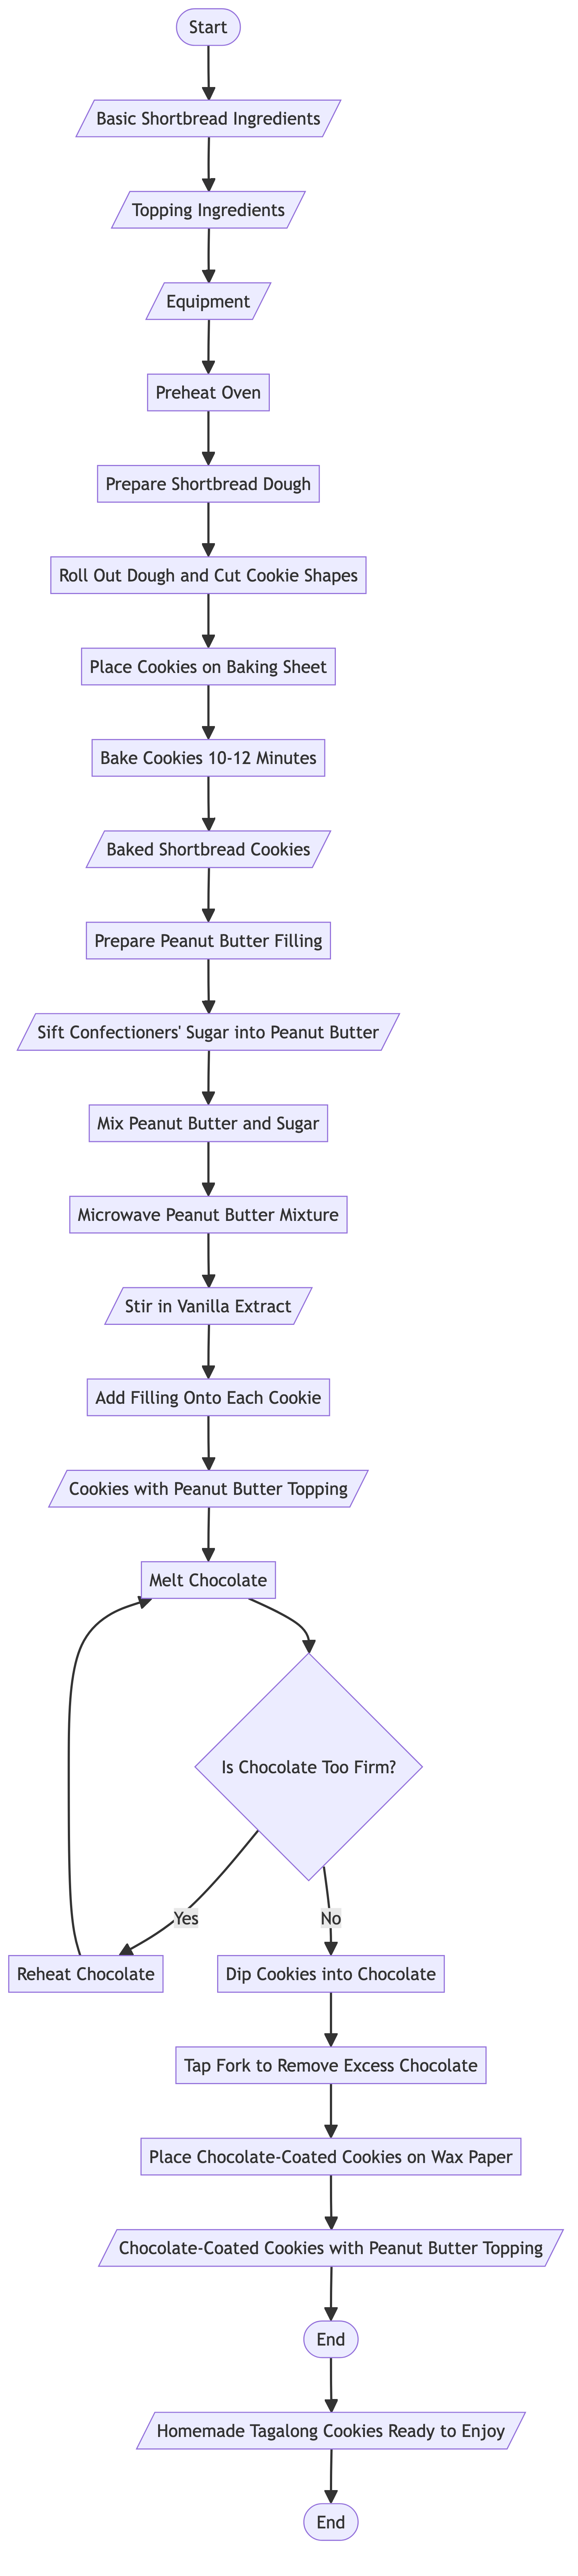 Start
Basic Shortbread Ingredients
Topping Ingredients
Equipment
Preheat Oven
Prepare Shortbread Dough
Roll Out Dough and Cut Cookie Shapes
Place Cookies on Baking Sheet
Bake Cookies 10-12 Minutes
Baked Shortbread Cookies
Prepare Peanut Butter Filling
Sift Confectioners' Sugar into Peanut Butter
Mix Peanut Butter and Sugar
Microwave Peanut Butter Mixture
Stir in Vanilla Extract
Add Filling Onto Each Cookie
Cookies with Peanut Butter Topping
Melt Chocolate
Is Chocolate Too Firm?
Yes
No
Reheat Chocolate
Dip Cookies into Chocolate
Tap Fork to Remove Excess Chocolate
Place Chocolate-Coated Cookies on Wax Paper
Chocolate-Coated Cookies with Peanut Butter Topping
End
Homemade Tagalong Cookies Ready to Enjoy
End